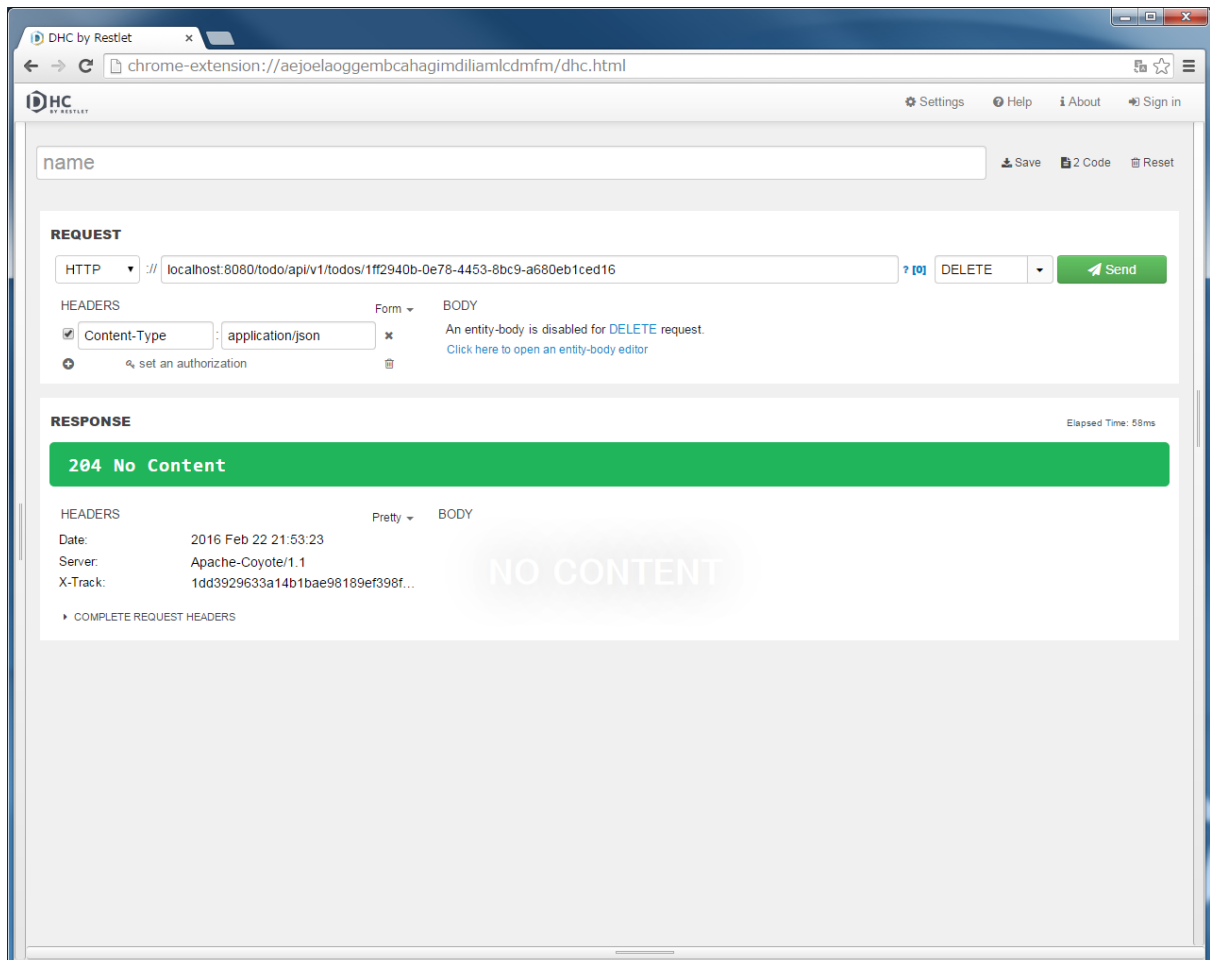 DHC by Restlet
chrome-extension://aejoelaoggembcahagimdiliamlcdmfm/dhc.html
DHC
BY RESTLET
Settings Help About Sign in
name
Save 2 Code Reset
REQUEST
HTTP :// localhost:8080/todo/api/v1/todos/1ff2940b-0e78-4453-8bc9-a680eb1ced16 ? [0] DELETE Send
HEADERS Form BODY
Content-Type : application/json An entity-body is disabled for DELETE request.
set an authorization Click here to open an entity-body editor
RESPONSE Elapsed Time: 58ms
204 No Content
HEADERS Pretty BODY
Date: 2016 Feb 22 21:53:23
Server: Apache-Coyote/1.1
X-Track: 1dd3929633a14b1bae98189ef398f...
NO CONTENT
COMPLETE REQUEST HEADERS